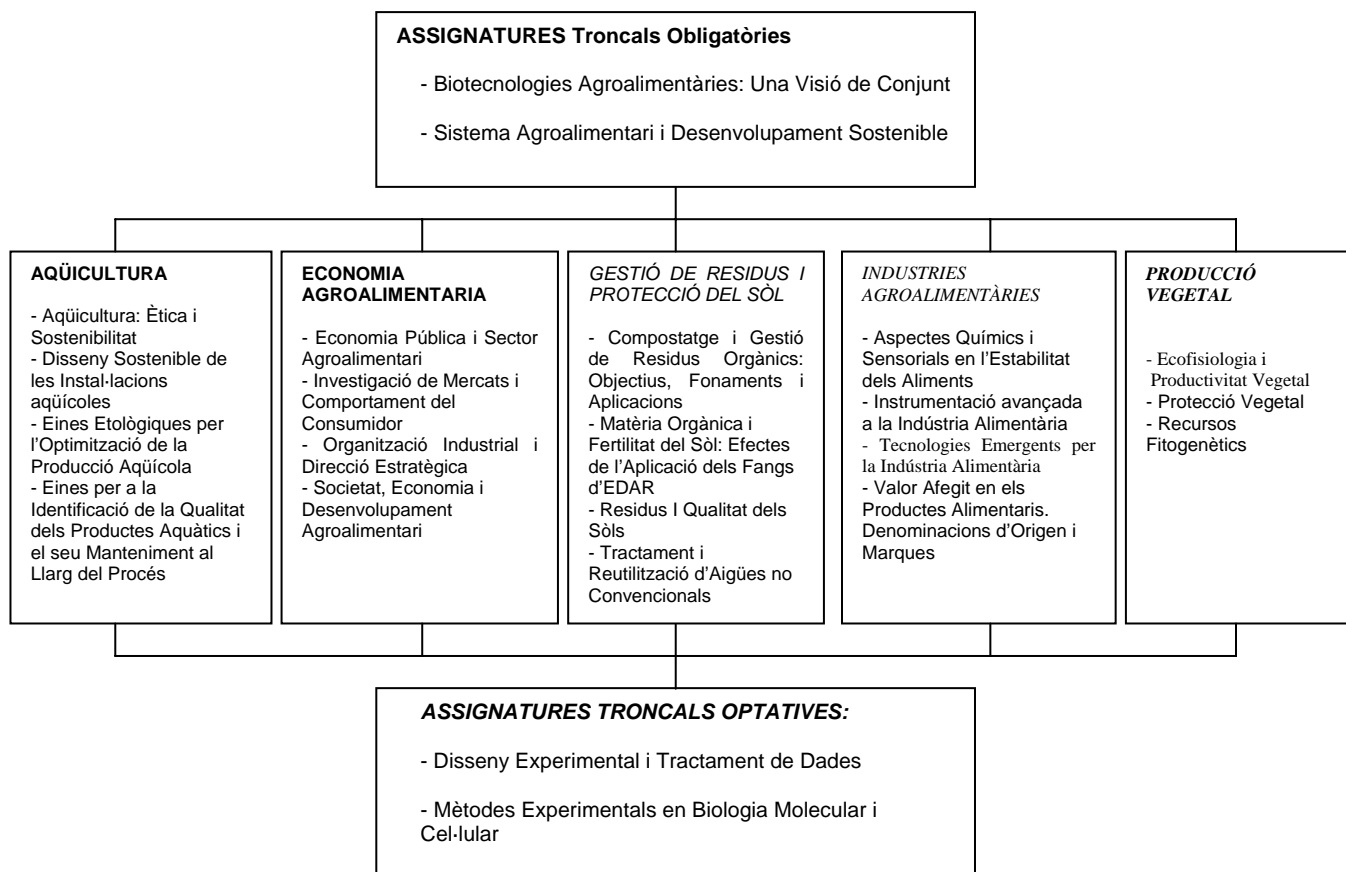 ASSIGNATURES Troncals Obligatòries
- Biotecnologies Agroalimentàries: Una Visió de Conjunt
- Sistema Agroalimentari i Desenvolupament Sostenible
AQÜICULTURA
- Aqüicultura: Ètica i
Sostenibilitat
- Disseny Sostenible de
les Instal·lacions
aqüícoles
- Eines Etològiques per
l’Optimització de la
Producció Aqüícola
- Eines per a la
Identificació de la Qualitat
dels Productes Aquàtics i
el seu Manteniment al
Llarg del Procés
ECONOMIA
AGROALIMENTARIA
- Economia Pública i Sector
Agroalimentari
- Investigació de Mercats i
Comportament del
Consumidor
- Organització Industrial i
Direcció Estratègica
- Societat, Economia i
Desenvolupament
Agroalimentari
GESTIÓ DE RESIDUS I
PROTECCIÓ DEL SÒL
- Compostatge i Gestió
de Residus Orgànics:
Objectius, Fonaments i
Aplicacions
- Matèria Orgànica i
Fertilitat del Sòl: Efectes
de l’Aplicació dels Fangs
d’EDAR
- Residus I Qualitat dels
Sòls
- Tractament i
Reutilització d’Aigües no
Convencionals
INDUSTRIES
AGROALIMENTÀRIES
- Aspectes Químics i
Sensorials en l’Estabilitat
dels Aliments
- Instrumentació avançada
a la Indústria Alimentària
- Tecnologies Emergents per
la Indústria Alimentària
- Valor Afegit en els
Productes Alimentaris.
Denominacions d’Origen i
Marques
PRODUCCIÓ
VEGETAL
- Ecofisiologia i
Productivitat Vegetal
- Protecció Vegetal
- Recursos
Fitogenètics
ASSIGNATURES TRONCALS OPTATIVES:
- Disseny Experimental i Tractament de Dades
- Mètodes Experimentals en Biologia Molecular i
Cel·lular